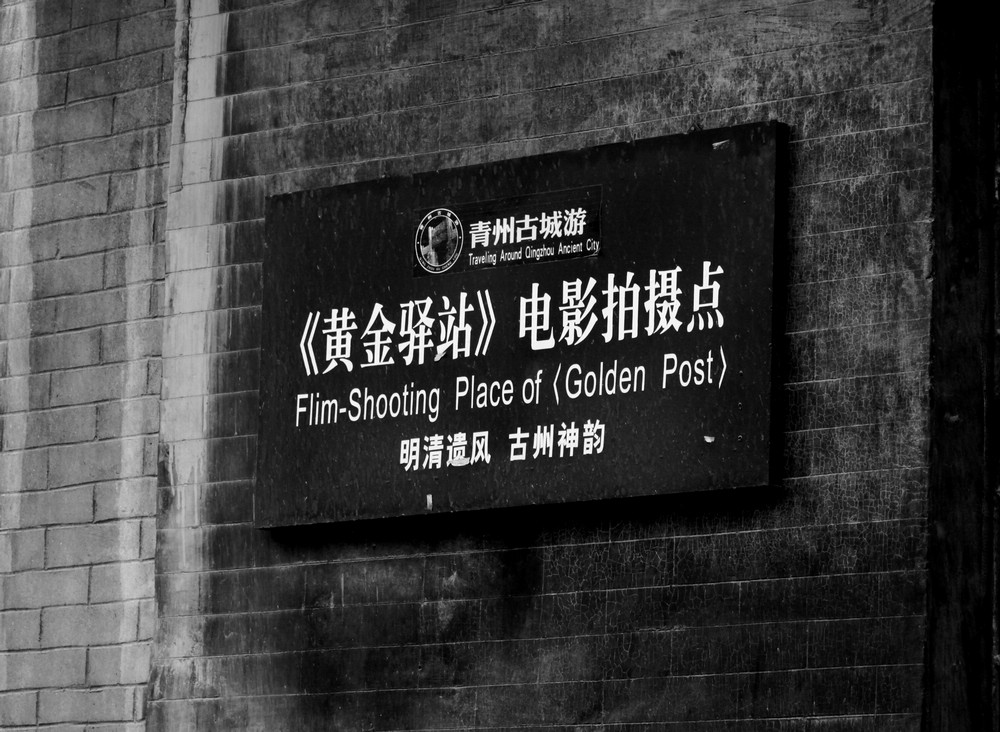 青州古城游
Traveling Around Qingzhou Ancient City
《黄金驿站》 电影拍摄点
Flim-Shooting Place of〈Golden Post〉
明清遗风 古州神韵